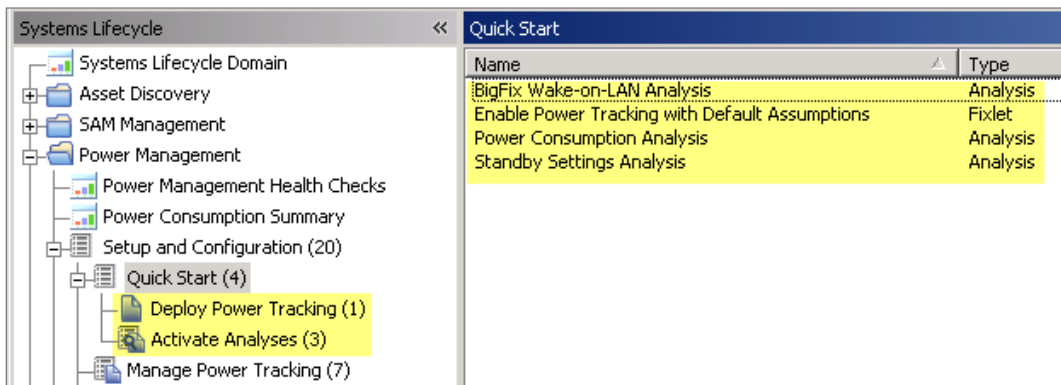 Systems Lifecycle
Systems Lifecycle Domain
Asset Discovery
SAM Management
Power Management
Power Management Health Checks
Power Consumption Summary
Setup and Configuration (20)
Quick Start (4)
Deploy Power Tracking (1)
Activate Analyses (3)
Manage Power Tracking (7)
Quick Start
Name Type
BigFix Wake-on-LAN Analysis Analysis
Enable Power Tracking with Default Assumptions Fixlet
Power Consumption Analysis Analysis
Standby Settings Analysis Analysis